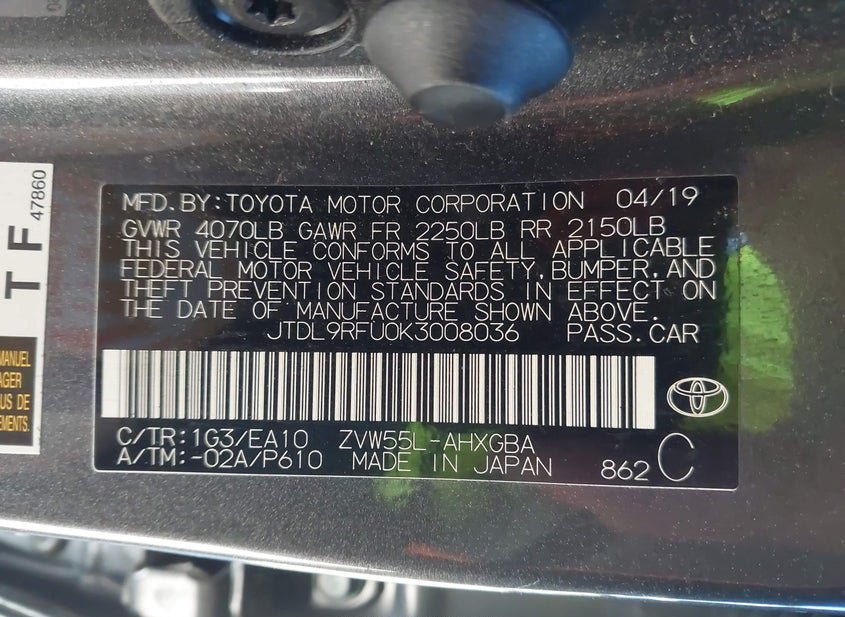 47860
T F
MANUEL
AGER
US DE
EMENTS.
MFD.BY:TOYOTA MOTOR CORPORATION 04/19
GVWR 4070LB GAWR FR 2250LB RR 2150LB
THIS VEHICLE CONFORMS TO ALL APPLICABLE
FEDERAL MOTOR VEHICLE SAFETY,BUMPER,AND
THEFT PREVENTION STANDARDS IN EFFECT ON
THE DATE OF MANUFACTURE SHOWN ABOVE.
JTDL9RFU0K3008036 PASS.CAR
C/TR:1G3/EA10 ZVW55L-AHXGBA
A/TM:-02A/P610 MADE IN JAPAN 862 C